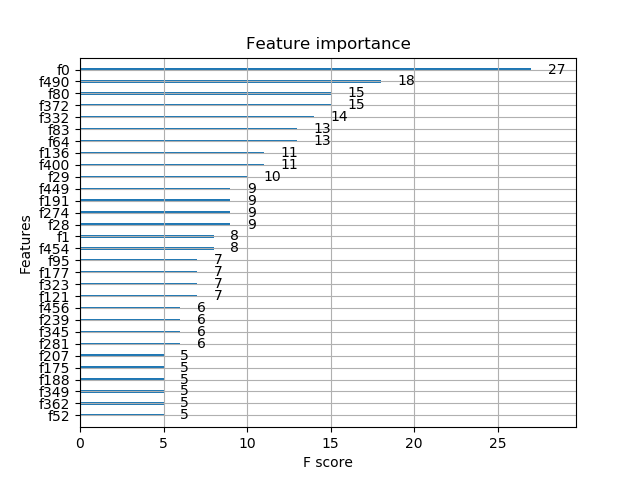 Feature importance
f0 27
f490 18
f80 15
f372 15
f332 14
f83 13
f64 13
f136 11
f400 11
f29 10
f449 9
f191 9
f274 9
f28 9
f1 8
f454 8
f95 7
f177 7
f323 7
f121 7
f456 6
f239 6
f345 6
f281 6
f207 5
f175 5
f188 5
f349 5
f362 5
f52 5
Features
0 5 10 15 20 25
F score